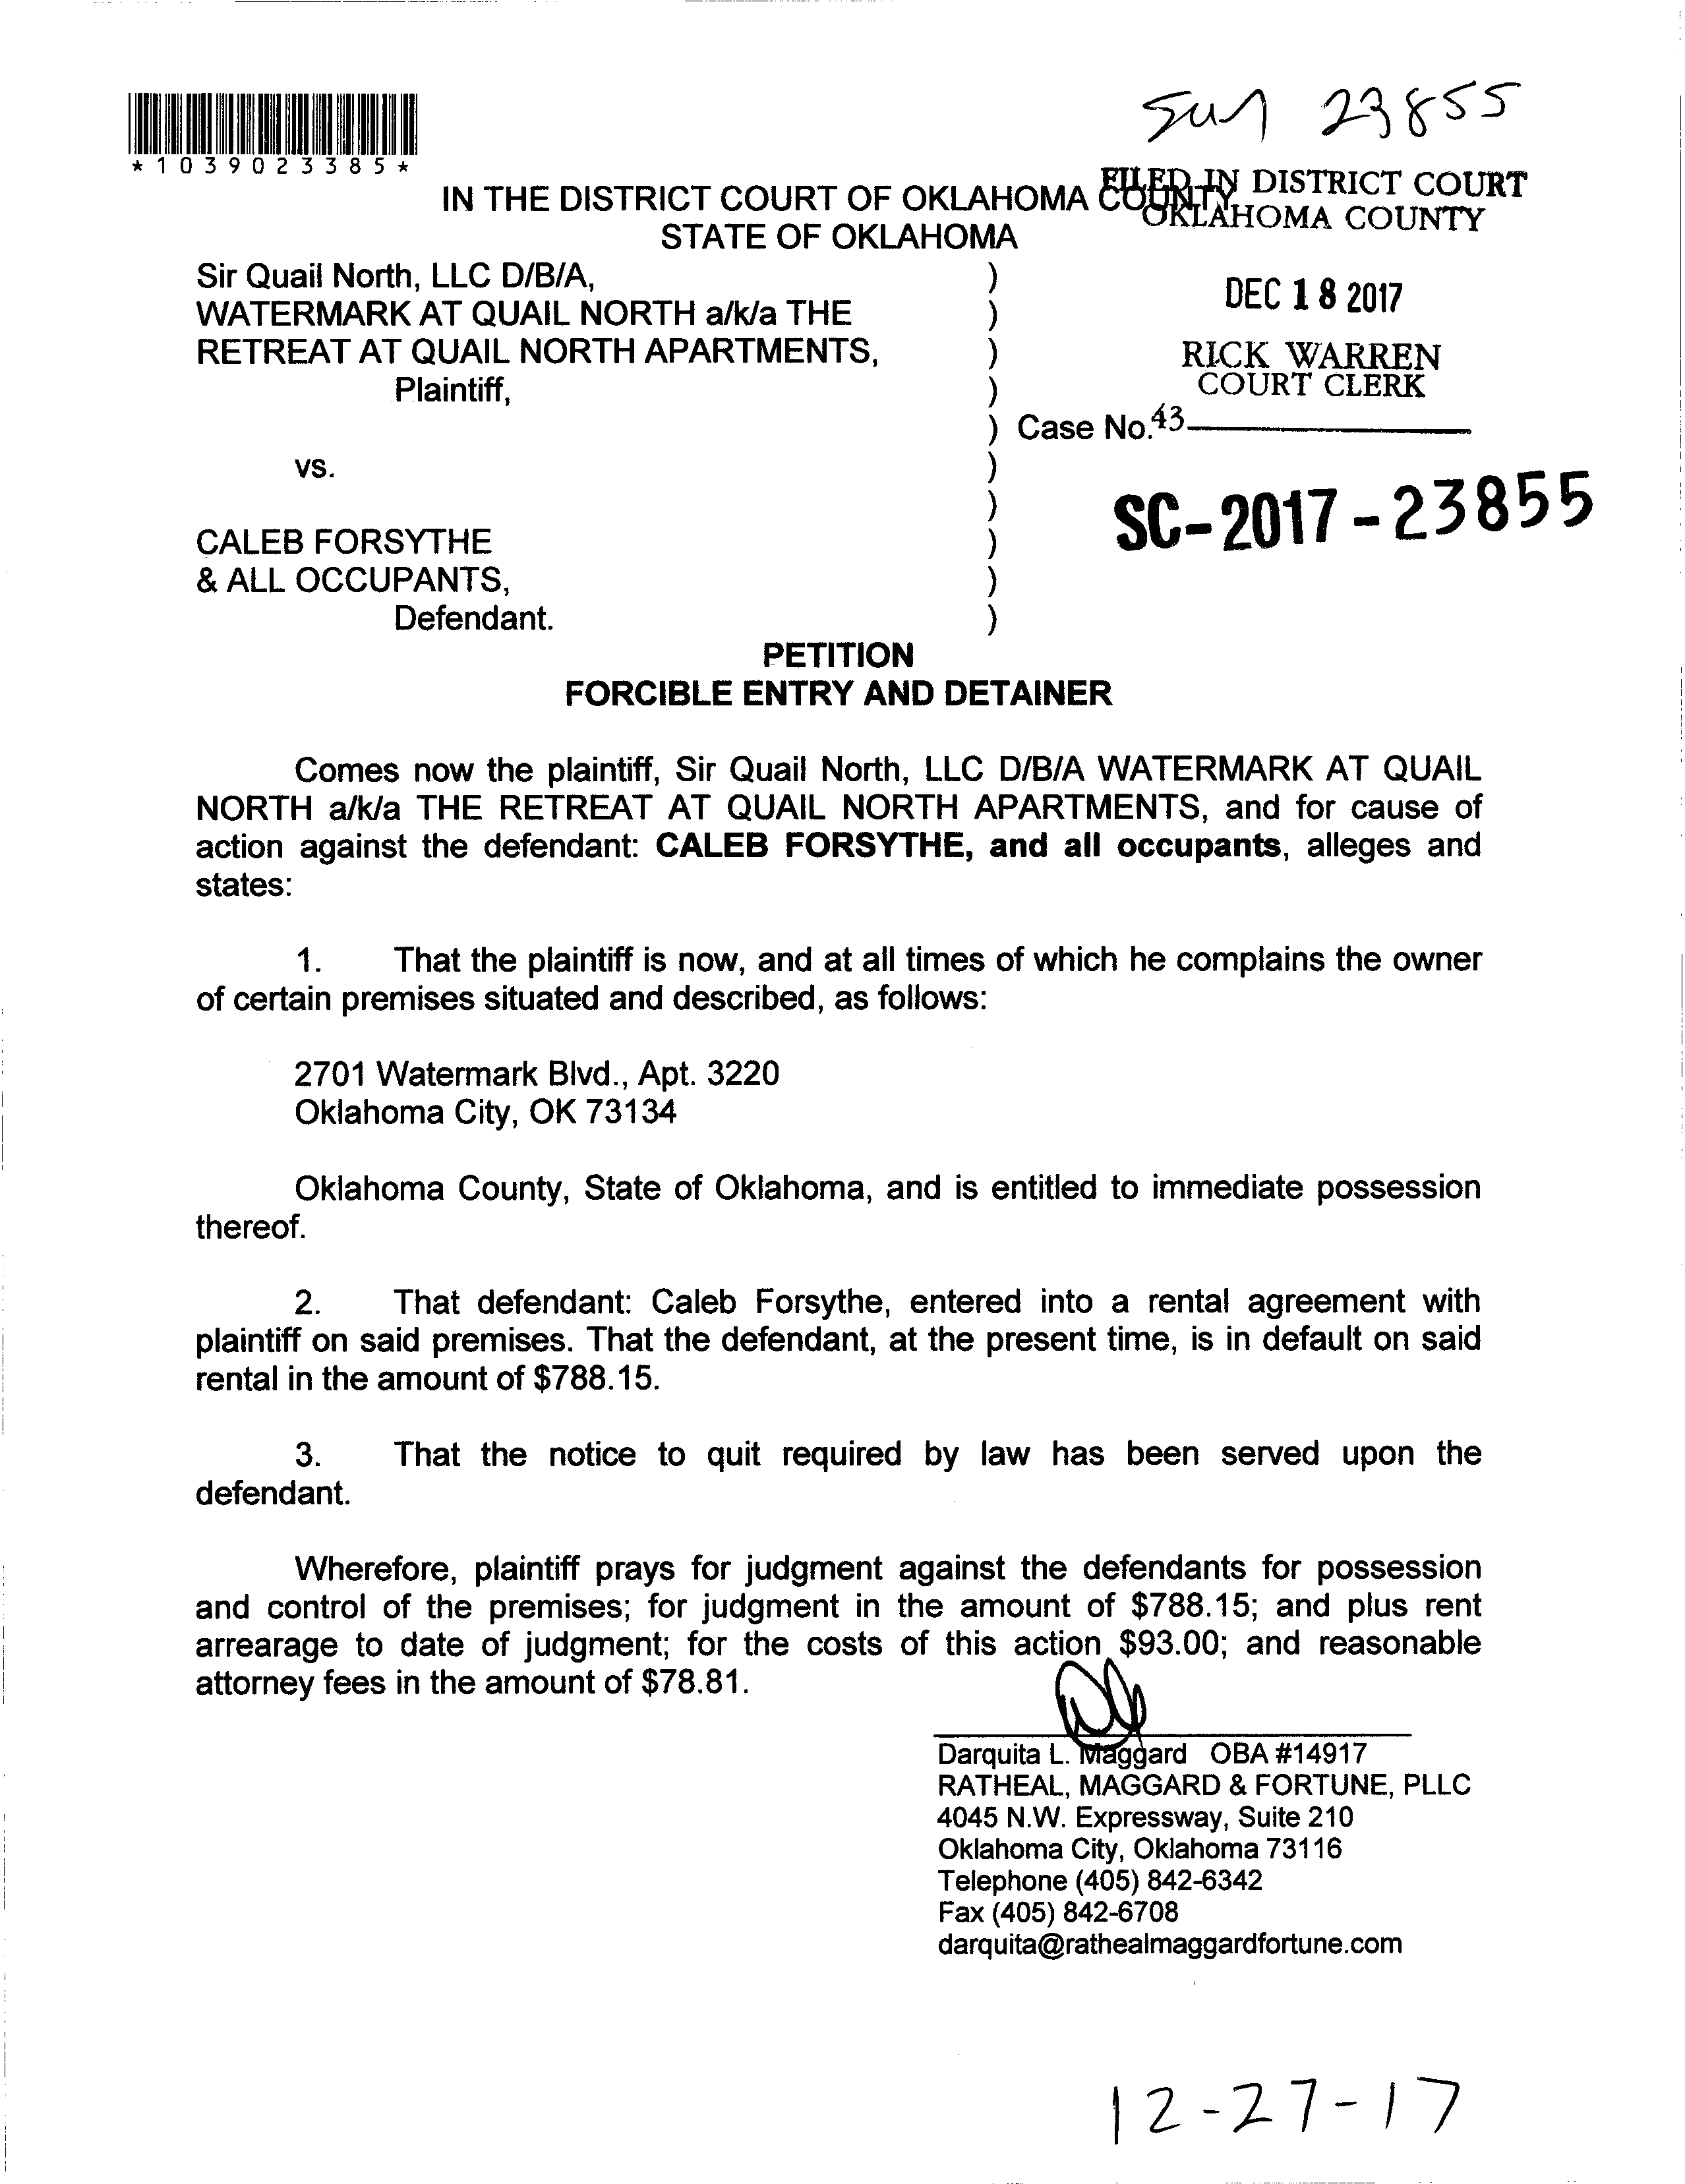 sum 23855
*1039023385*
FILED IN DISTRICT COURT
OKLAHOMA COUNTY
IN THE DISTRICT COURT OF OKLAHOMA COUNTY
STATE OF OKLAHOMA
Sir Quail North, LLC D/B/A, )
WATERMARK AT QUAIL NORTH a/k/a THE )
RETREAT AT QUAIL NORTH APARTMENTS, )
Plaintiff, )
DEC 18 2017
RICK WARREN
COURT CLERK
) Case No.
43
vs. )
)
SC-2017-23855
CALEB FORSYTHE )
& ALL OCCUPANTS, )
Defendant. )
PETITION
FORCIBLE ENTRY AND DETAINER
Comes now the plaintiff, Sir Quail North, LLC D/B/A WATERMARK AT QUAIL
NORTH a/k/a THE RETREAT AT QUAIL NORTH APARTMENTS, and for cause of
action against the defendant: CALEB FORSYTHE, and all occupants, alleges and
states:
1. That the plaintiff is now, and at all times of which he complains the owner
of certain premises situated and described, as follows:
2701 Watermark Blvd., Apt. 3220
Oklahoma City, OK 73134
Oklahoma County, State of Oklahoma, and is entitled to immediate possession
thereof.
2. That defendant: Caleb Forsythe, entered into a rental agreement with
plaintiff on said premises. That the defendant, at the present time, is in default on said
rental in the amount of $788.15.
3. That the notice to quit required by law has been served upon the
defendant.
Wherefore, plaintiff prays for judgment against the defendants for possession
and control of the premises; for judgment in the amount of $788.15; and plus rent
arrearage to date of judgment; for the costs of this action $93.00; and reasonable
attorney fees in the amount of $78.81.
Darquita L. Maggard OBA #14917
RATHEAL, MAGGARD & FORTUNE, PLLC
4045 N.W. Expressway, Suite 210
Oklahoma City, Oklahoma 73116
Telephone (405) 842-6342
Fax (405) 842-6708
darquita@rathealmaggardfortune.com
12-27-17